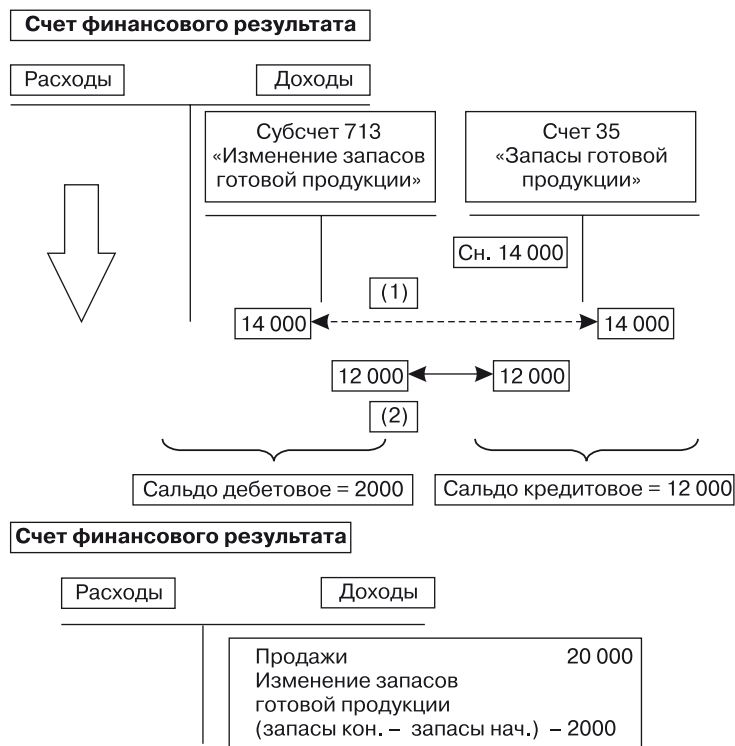 Счет финансового результата
Расходы
Доходы
Субсчет 713
«Изменение запасов
готовой продукции»
Счет 35
«Запасы готовой
продукции»
Сн. 14 000
(1)
14 000
14 000
12 000
12 000
(2)
Сальдо дебетовое = 2000
Сальдо кредитовое = 12 000
Счет финансового результата
Расходы
Доходы
Продажи 20 000
Изменение запасов
готовой продукции
(запасы кон. – запасы нач.) – 2000